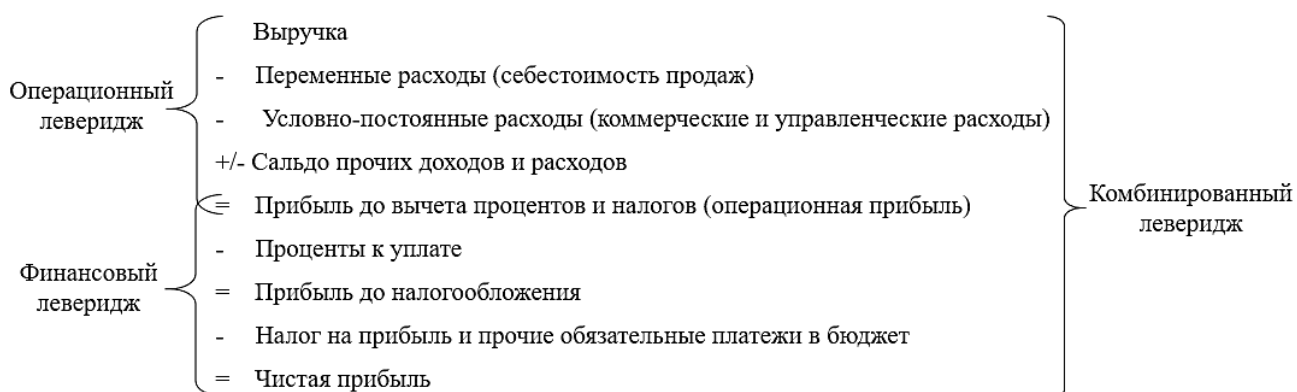 Выручка
- Переменные расходы (себестоимость продаж)
Операционный
леверидж
- Условно-постоянные расходы (коммерческие и управленческие расходы)
+/- Сальдо прочих доходов и расходов
= Прибыль до вычета процентов и налогов (операционная прибыль)
Комбинированный
леверидж
- Проценты к уплате
Финансовый
леверидж
= Прибыль до налогообложения
- Налог на прибыль и прочие обязательные платежи в бюджет
= Чистая прибыль